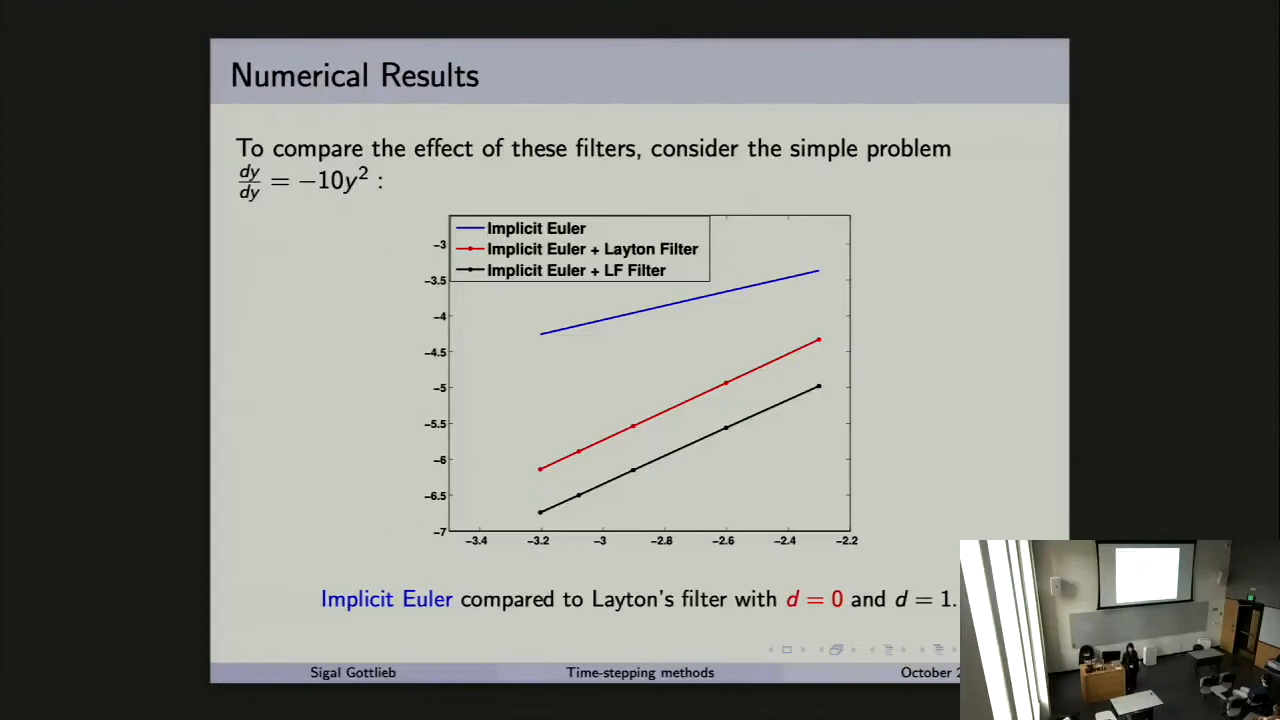 Numerical Results
To compare the effect of these filters, consider the simple problem
dy/dy = −10y² :
Implicit Euler
Implicit Euler + Layton Filter
Implicit Euler + LF Filter
−3
−3.5
−4
−4.5
−5
−5.5
−6
−6.5
−7
−3.4 −3.2 −3 −2.8 −2.6 −2.4 −2.2
Implicit Euler compared to Layton's filter with d = 0 and d = 1.
Sigal Gottlieb Time-stepping methods October